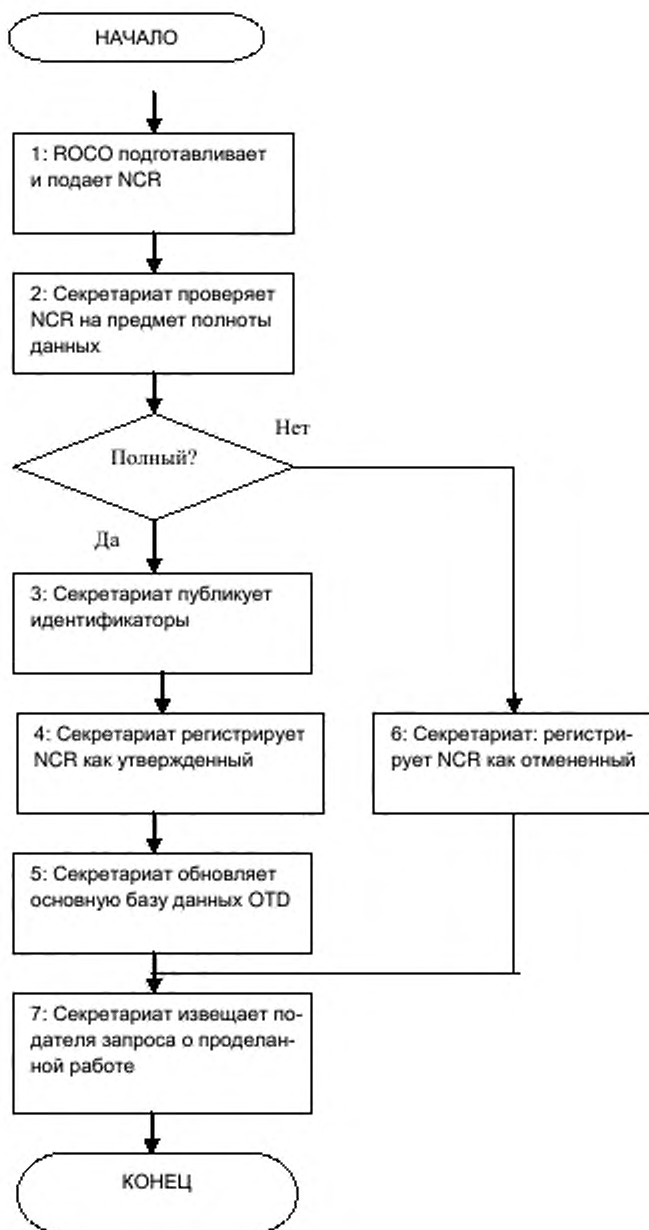 НАЧАЛО
1: ROCO подготавливает
и подает NCR
2: Секретариат проверяет
NCR на предмет полноты
данных
Нет
Полный?
Да
3: Секретариат публикует
идентификаторы
4: Секретариат регистрирует
NCR как утвержденный
6: Секретариат: регистри-
рует NCR как отмененный
5: Секретариат обновляет
основную базу данных OTD
7: Секретариат извещает по-
дателя запроса о проделан-
ной работе
КОНЕЦ